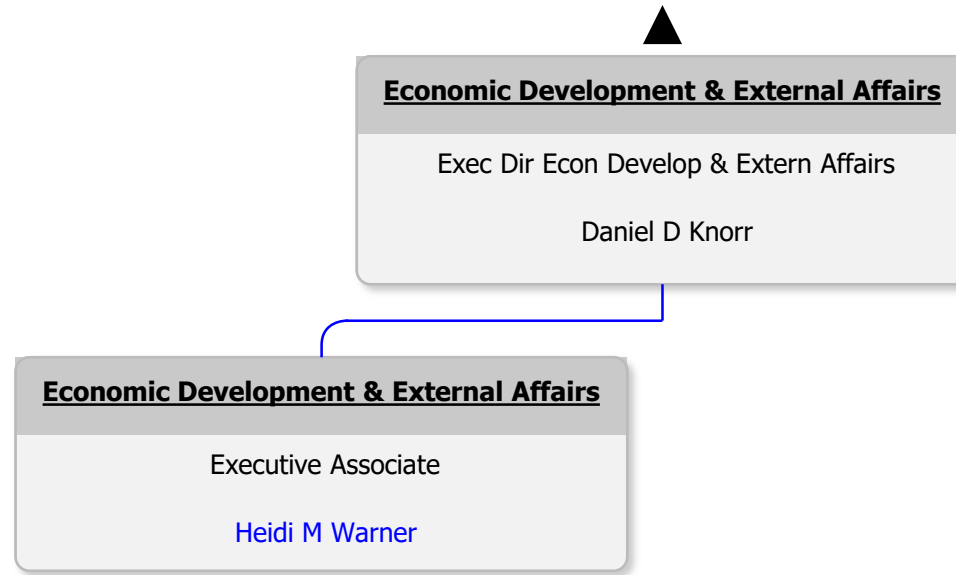 Economic Development & External Affairs
Exec Dir Econ Develop & Extern Affairs
Daniel D Knorr
Economic Development & External Affairs
Executive Associate
Heidi M Warner